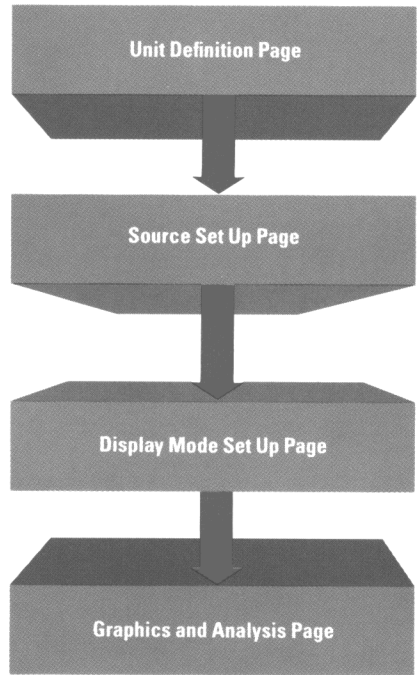 Unit Definition Page
Source Set Up Page
Display Mode Set Up Page
Graphics and Analysis Page